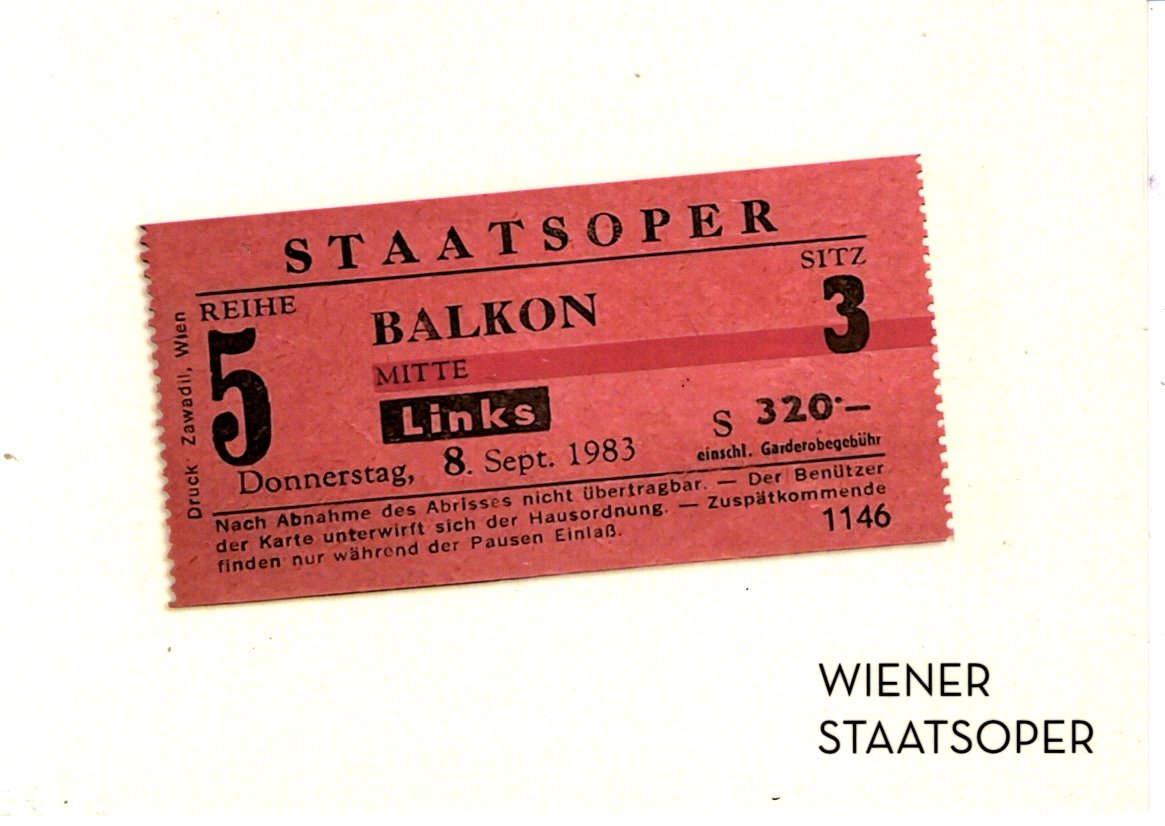 STAATSOPER
REIHE
5
BALKON
MITTE
Links
SITZ
3
Donnerstag, 8. Sept. 1983
S 320·—
einschl. Garderobegebühr
Nach Abnahme des Abrisses nicht übertragbar. — Der Benützer
der Karte unterwirft sich der Hausordnung. — Zuspätkommende
finden nur während der Pausen Einlaß.
1146
Druck: Zawadil, Wien
WIENER
STAATSOPER